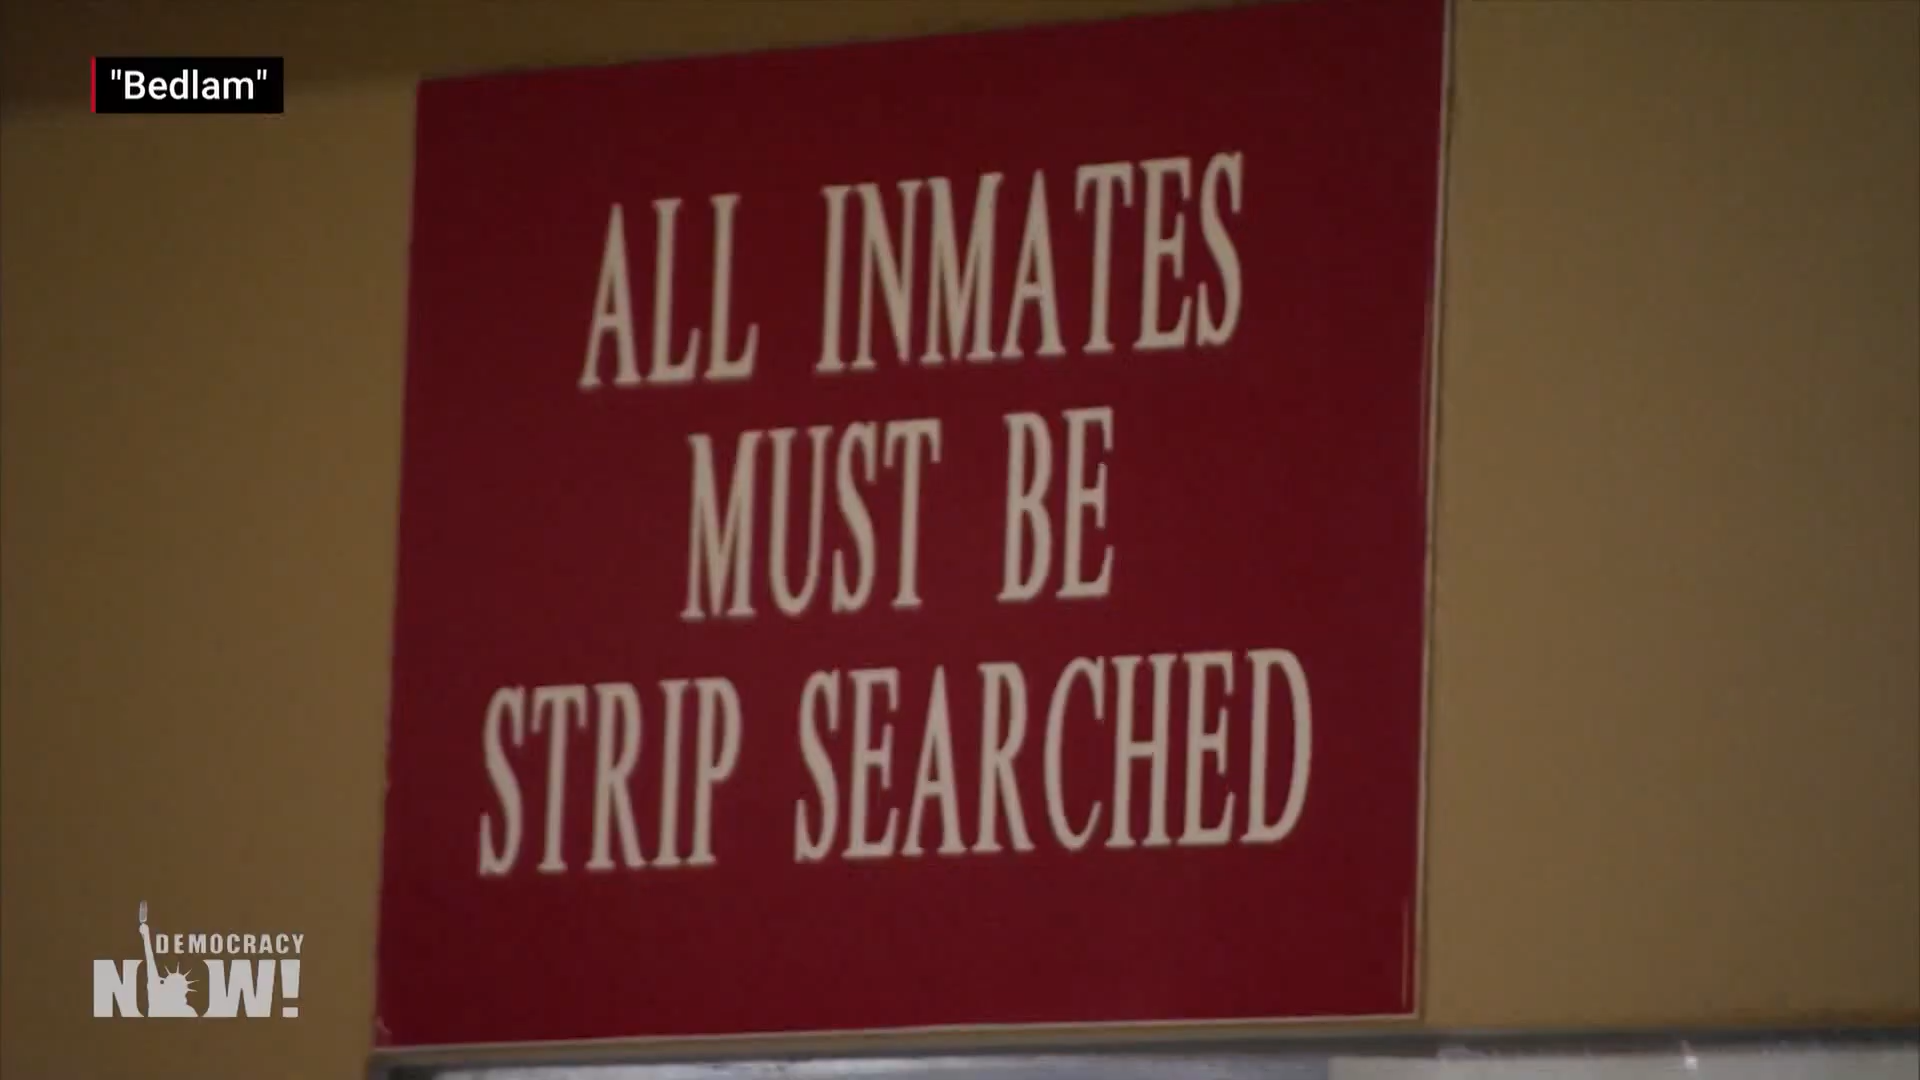 "Bedlam"
ALL INMATES
MUST BE
STRIP SEARCHED
DEMOCRACY
NOW!